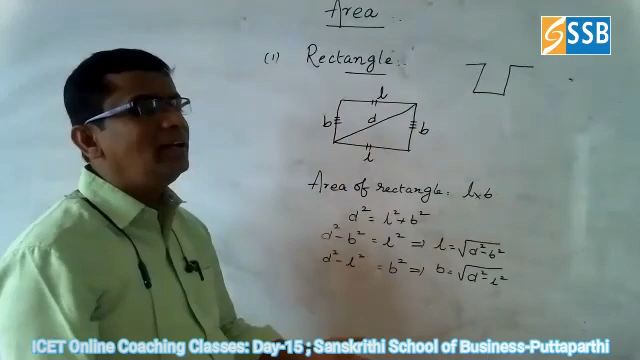 Area
SSB
(1) Rectangle
l
b d b
l
Area of rectangle = l×b
d² = l² + b²
d² - b² = l² ⇒ l = √d²-b²
d² - l² = b² ⇒ b = √d²-l²
ICET Online Coaching Classes: Day-15 ; Sanskrithi School of Business-Puttaparthi